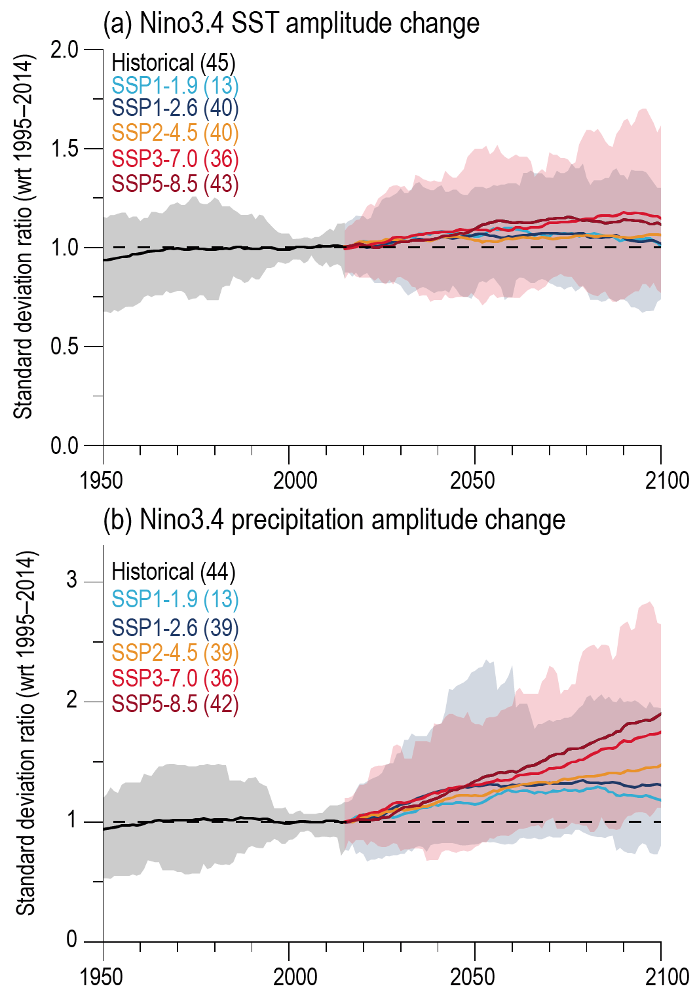 (a) Nino3.4 SST amplitude change
Standard deviation ratio (wrt 1995–2014)
2.0
1.5
1.0
0.5
0.0
Historical (45)
SSP1-1.9 (13)
SSP1-2.6 (40)
SSP2-4.5 (40)
SSP3-7.0 (36)
SSP5-8.5 (43)
1950 2000 2050 2100
(b) Nino3.4 precipitation amplitude change
Standard deviation ratio (wrt 1995–2014)
3
2
1
0
Historical (44)
SSP1-1.9 (13)
SSP1-2.6 (39)
SSP2-4.5 (39)
SSP3-7.0 (36)
SSP5-8.5 (42)
1950 2000 2050 2100